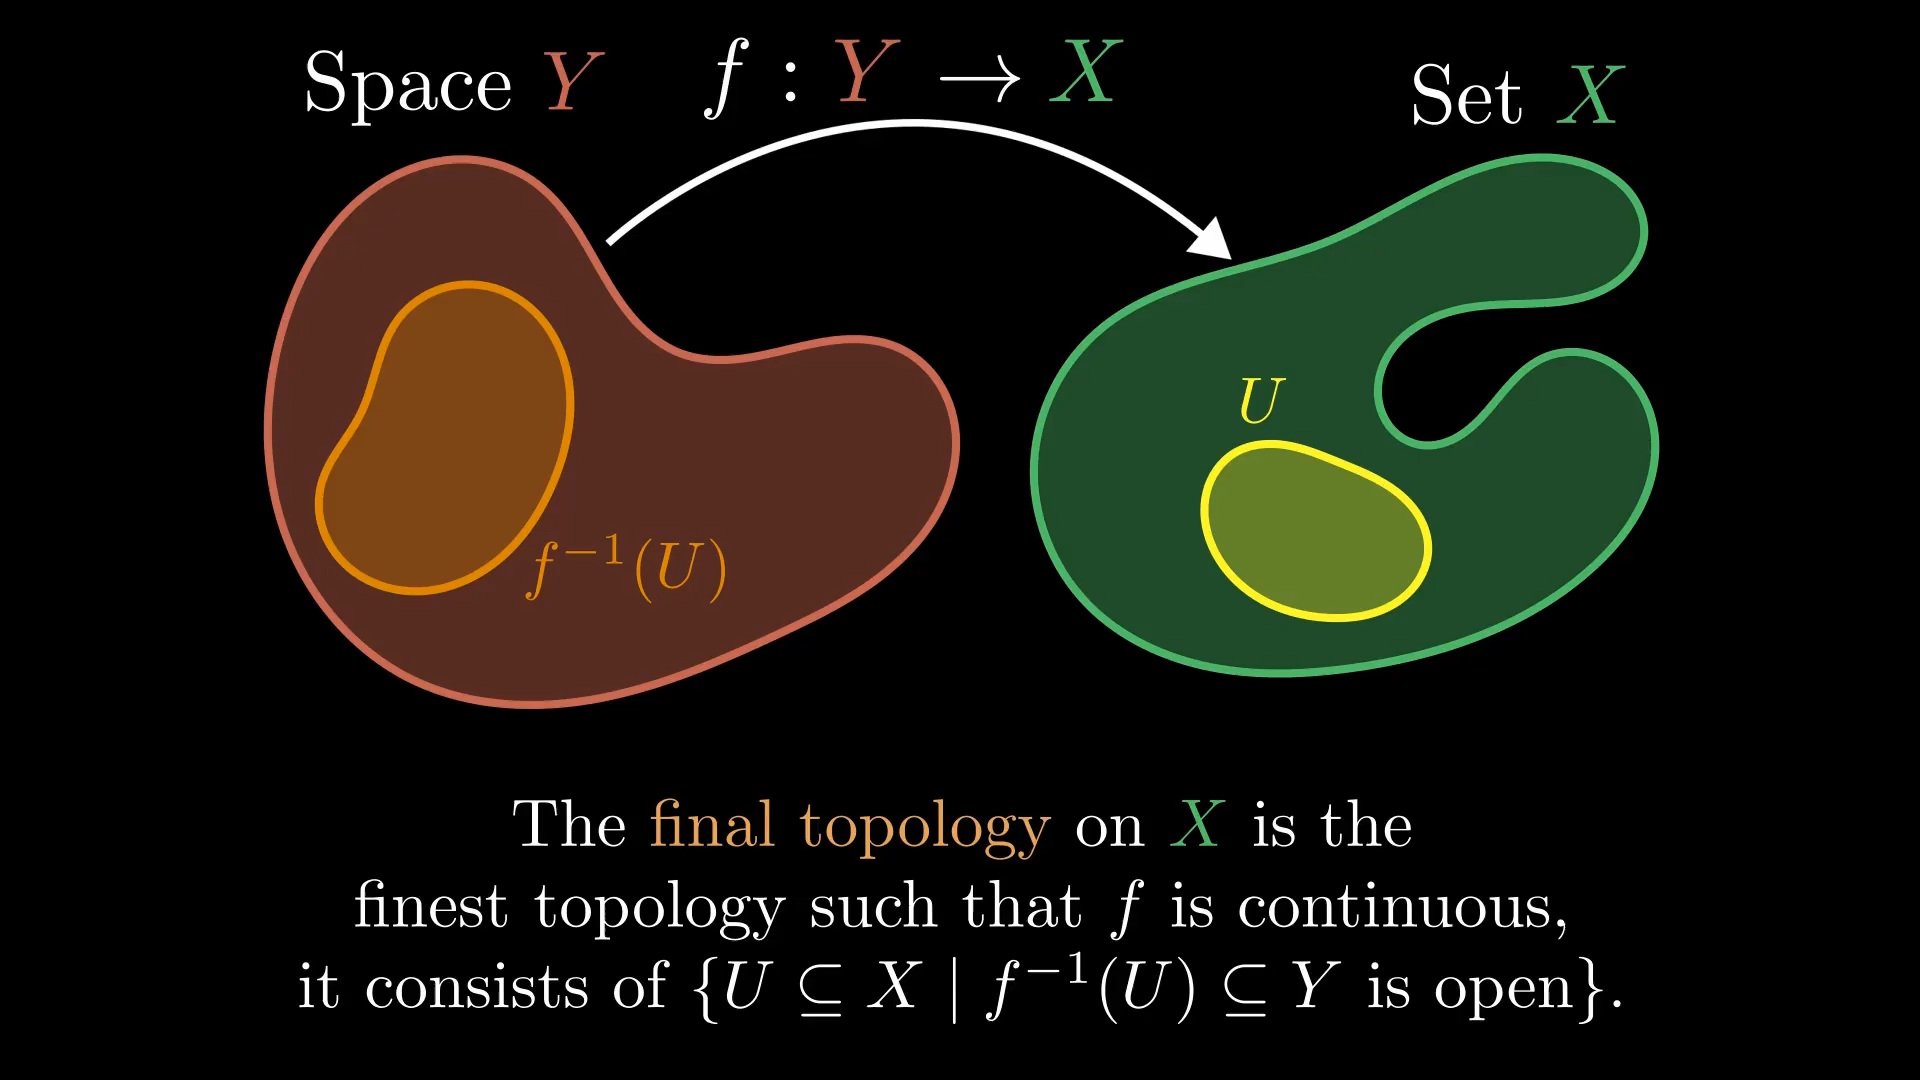 Space Y
f : Y → X
Set X
U
f⁻¹(U)
The final topology on X is the
finest topology such that f is continuous,
it consists of {U ⊆ X | f⁻¹(U) ⊆ Y is open}.